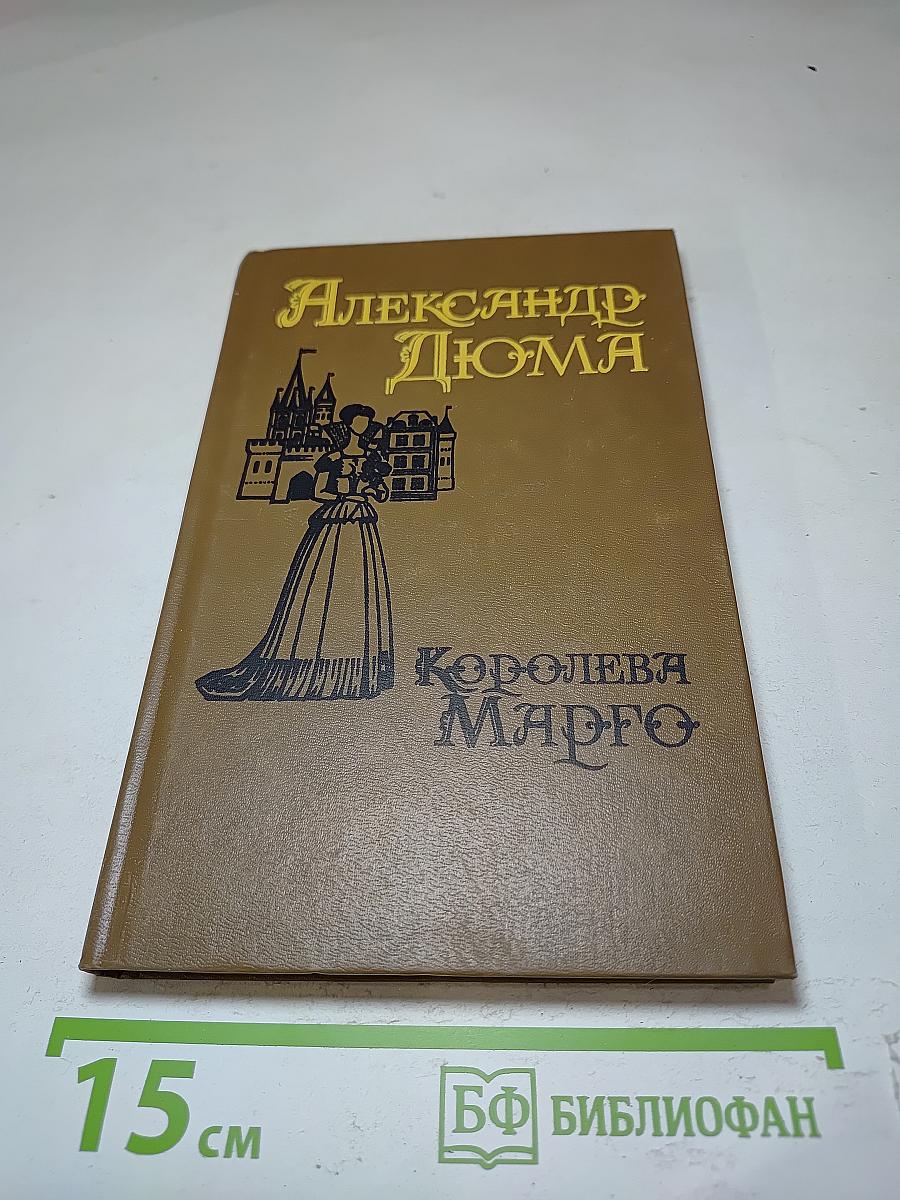 Александр
Дюма
Королева
Марго
15 см
БФ БИБЛИОФАН